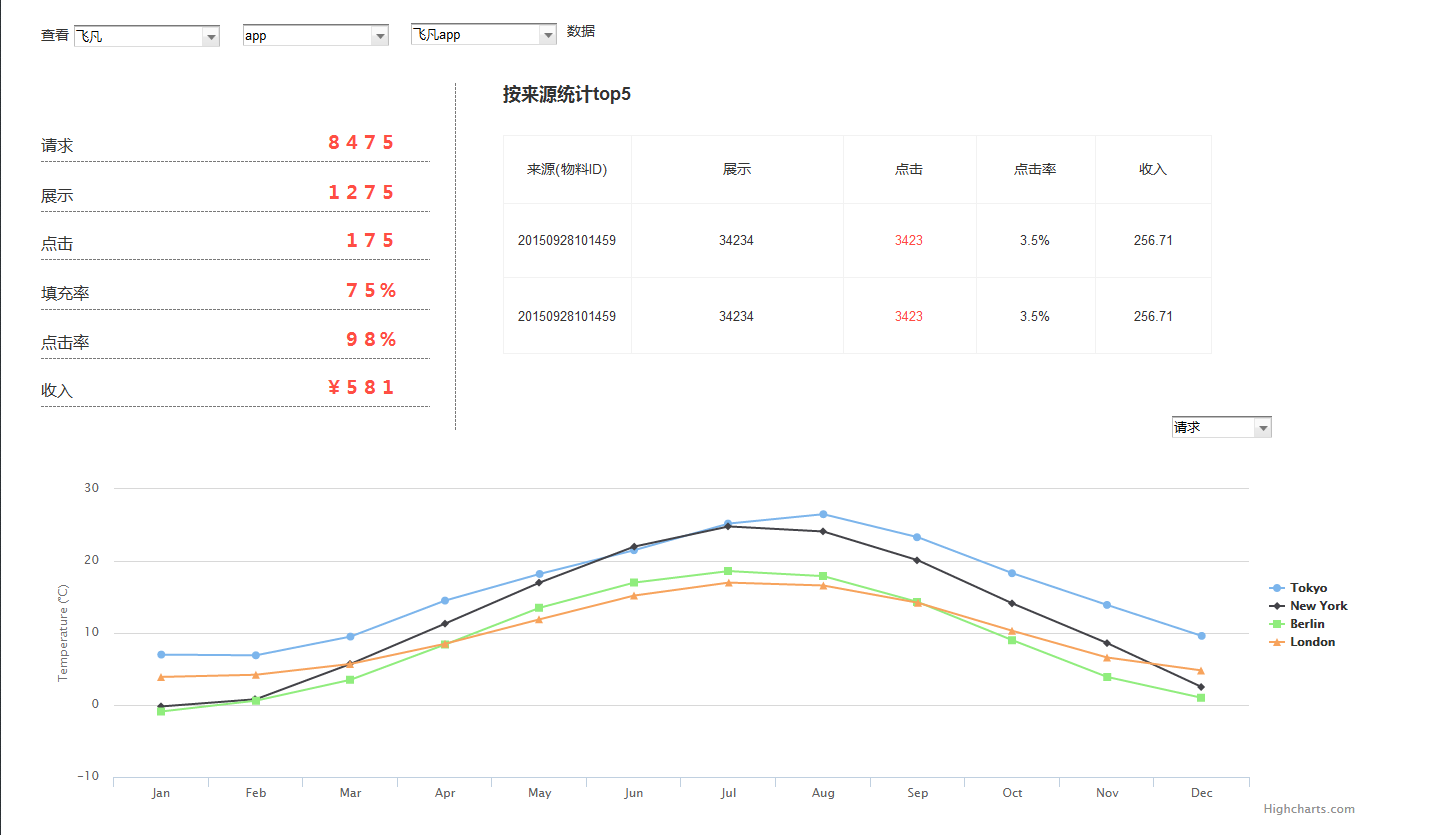 查看 飞凡 app 飞凡app 数据
请求 8475
展示 1275
点击 175
填充率 75%
点击率 98%
收入 ¥581
按来源统计top5
来源(物料ID) 展示 点击 点击率 收入
20150928101459 34234 3423 3.5% 256.71
20150928101459 34234 3423 3.5% 256.71
请求
Temperature (°C)
30
20
10
0
-10
Jan Feb Mar Apr May Jun Jul Aug Sep Oct Nov Dec
Tokyo
New York
Berlin
London
Highcharts.com